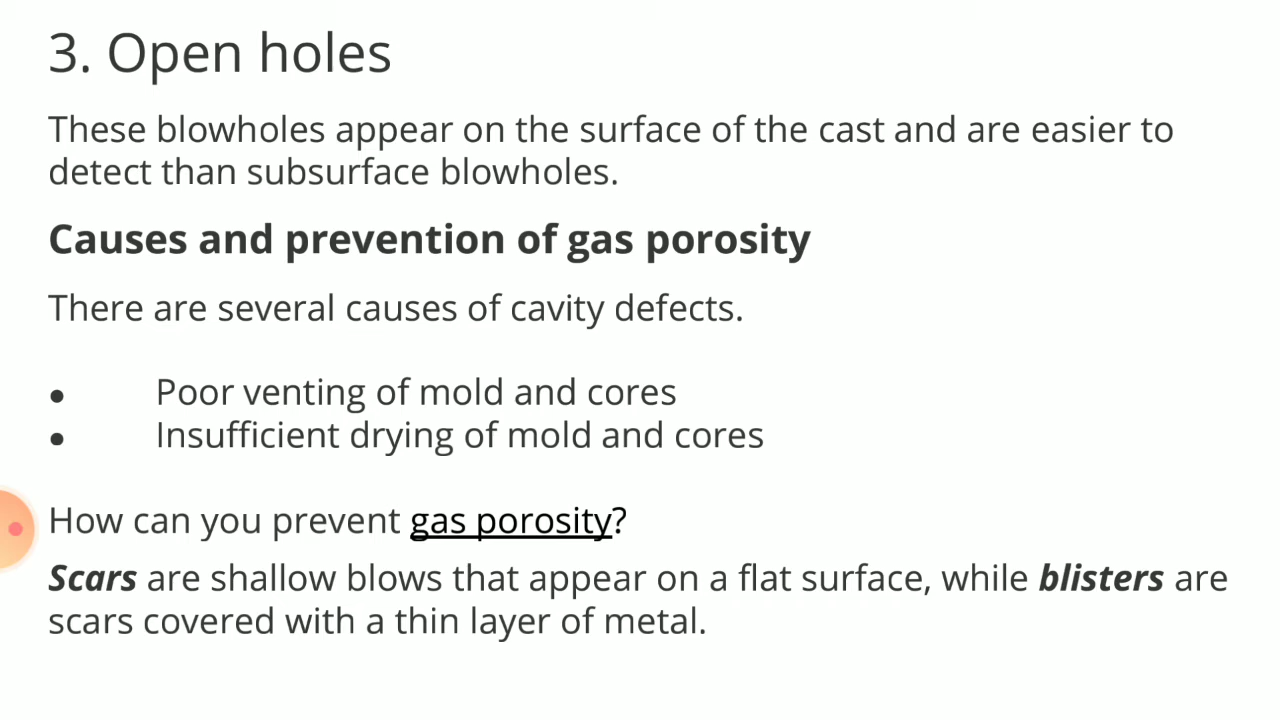 3. Open holes
These blowholes appear on the surface of the cast and are easier to
detect than subsurface blowholes.
Causes and prevention of gas porosity
There are several causes of cavity defects.
● Poor venting of mold and cores
● Insufficient drying of mold and cores
How can you prevent gas porosity?
Scars are shallow blows that appear on a flat surface, while blisters are
scars covered with a thin layer of metal.